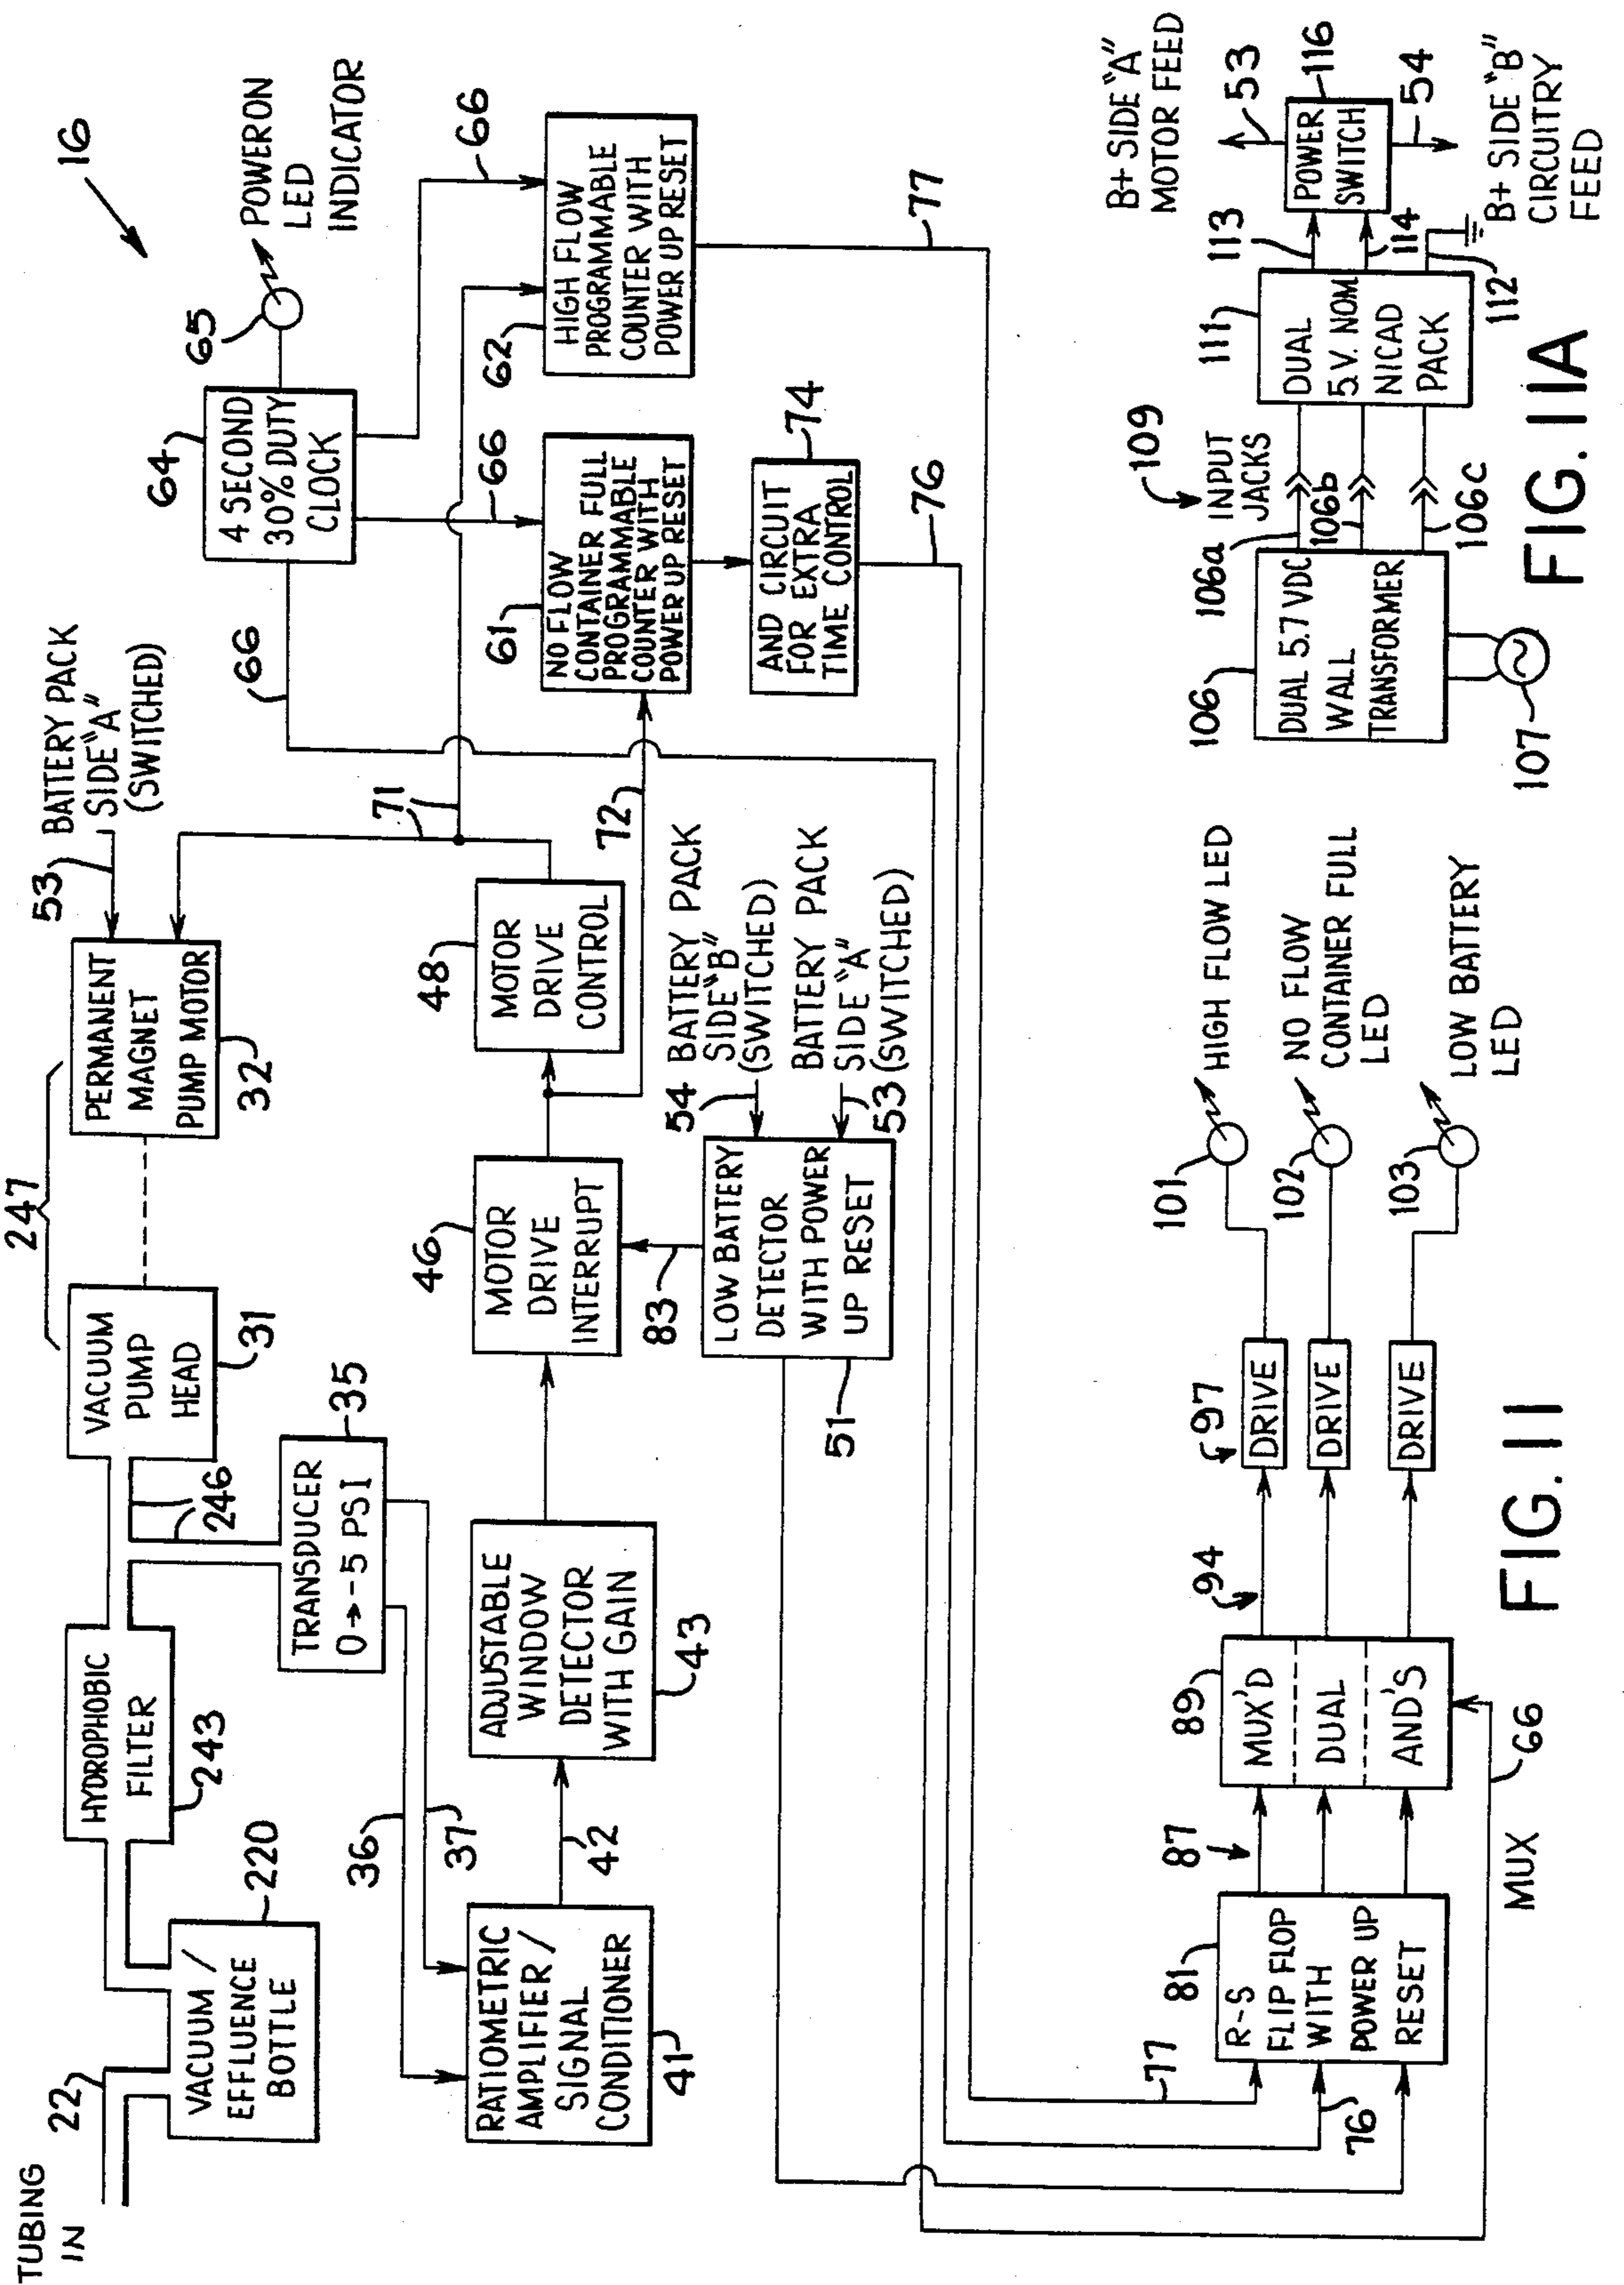 16
TUBING
IN
22
VACUUM /
EFFLUENCE
BOTTLE
220
HYDROPHOBIC
FILTER
243
246
247
VACUUM
PUMP
HEAD
31
PERMANENT
MAGNET
PUMP MOTOR
32
53
BATTERY PACK
SIDE "A"
(SWITCHED)
TRANSDUCER
0→-5 PSI
35
36
37
RATIOMETRIC
AMPLIFIER /
SIGNAL
CONDITIONER
41
42
ADJUSTABLE
WINDOW
DETECTOR
WITH GAIN
43
46
MOTOR
DRIVE
INTERRUPT
48
MOTOR
DRIVE
CONTROL
71
72
83
LOW BATTERY
DETECTOR
WITH POWER
UP RESET
51
54
BATTERY PACK
SIDE "B"
(SWITCHED)
BATTERY PACK
SIDE "A"
(SWITCHED)
53
64
4 SECOND
30% DUTY
CLOCK
65
POWER ON
LED
INDICATOR
66
66
66
61
NO FLOW
CONTAINER FULL
PROGRAMMABLE
COUNTER WITH
POWER UP RESET
62
HIGH FLOW
PROGRAMMABLE
COUNTER WITH
POWER UP RESET
AND CIRCUIT
FOR EXTRA
TIME CONTROL
74
76
77
77
76
81
R-S
FLIP FLOP
WITH
POWER UP
RESET
87
89
MUX'D
DUAL
AND'S
MUX
66
94
97
DRIVE
DRIVE
DRIVE
101
HIGH FLOW LED
102
NO FLOW
CONTAINER FULL
LED
103
LOW BATTERY
LED
FIG. 11
106
DUAL 5.7 VDC
WALL
TRANSFORMER
107
106a
106b
106c
109
INPUT
JACKS
111
DUAL
5 V. NOM
NICAD
PACK
112
113
114
POWER
SWITCH
116
53
54
B+ SIDE "A"
MOTOR FEED
B+ SIDE "B"
CIRCUITRY
FEED
FIG. 11A